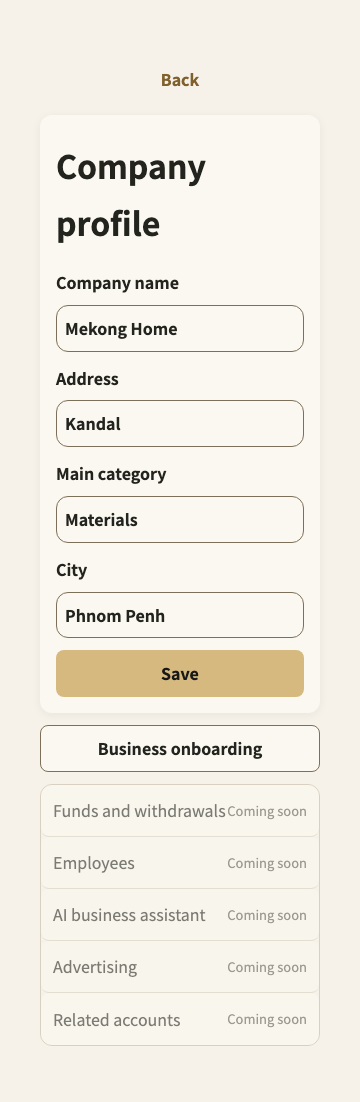 Back
Company
profile
Company name
Mekong Home
Address
Kandal
Main category
Materials
City
Phnom Penh
Save
Business onboarding
Funds and withdrawals Coming soon
Employees Coming soon
AI business assistant Coming soon
Advertising Coming soon
Related accounts Coming soon